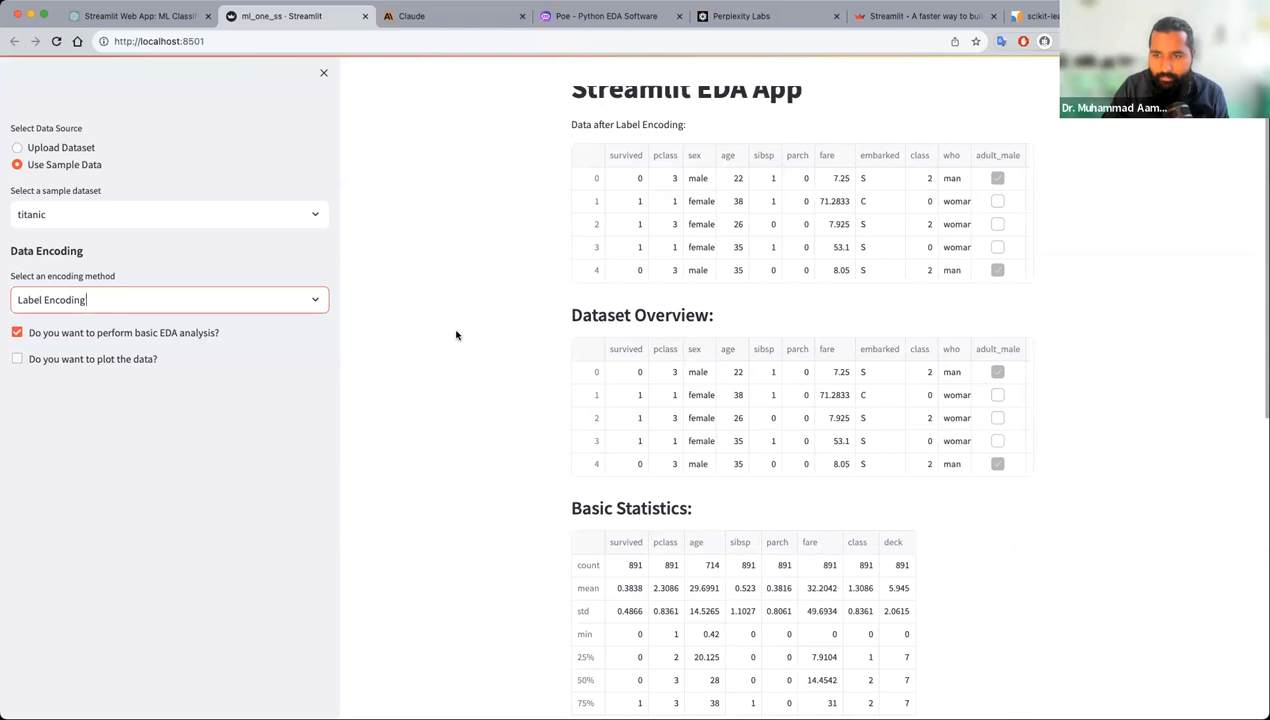 Streamlit Web App: ML Classif
ml_one_ss · Streamlit
Claude
Poe - Python EDA Software
Perplexity Labs
Streamlit • A faster way to buil
scikit-lea
http://localhost:8501
Dr. Muhammad Aam...
Select Data Source
Upload Dataset
Use Sample Data
Select a sample dataset
titanic
Data Encoding
Select an encoding method
Label Encoding
Do you want to perform basic EDA analysis?
Do you want to plot the data?
Streamlit EDA App
Data after Label Encoding:
survived pclass sex age sibsp parch fare embarked class who adult_male
0 0 3 male 22 1 0 7.25 S 2 man
1 1 1 female 38 1 0 71.2833 C 0 womar
2 1 3 female 26 0 0 7.925 S 2 womar
3 1 1 female 35 1 0 53.1 S 0 womar
4 0 3 male 35 0 0 8.05 S 2 man
Dataset Overview:
survived pclass sex age sibsp parch fare embarked class who adult_male
0 0 3 male 22 1 0 7.25 S 2 man
1 1 1 female 38 1 0 71.2833 C 0 womar
2 1 3 female 26 0 0 7.925 S 2 womar
3 1 1 female 35 1 0 53.1 S 0 womar
4 0 3 male 35 0 0 8.05 S 2 man
Basic Statistics:
survived pclass age sibsp parch fare class deck
count 891 891 714 891 891 891 891 891
mean 0.3838 2.3086 29.6991 0.523 0.3816 32.2042 1.3086 5.945
std 0.4866 0.8361 14.5265 1.1027 0.8061 49.6934 0.8361 2.0615
min 0 1 0.42 0 0 0 0 0
25% 0 2 20.125 0 0 7.9104 1 7
50% 0 3 28 0 0 14.4542 2 7
75% 1 3 38 1 0 31 2 7